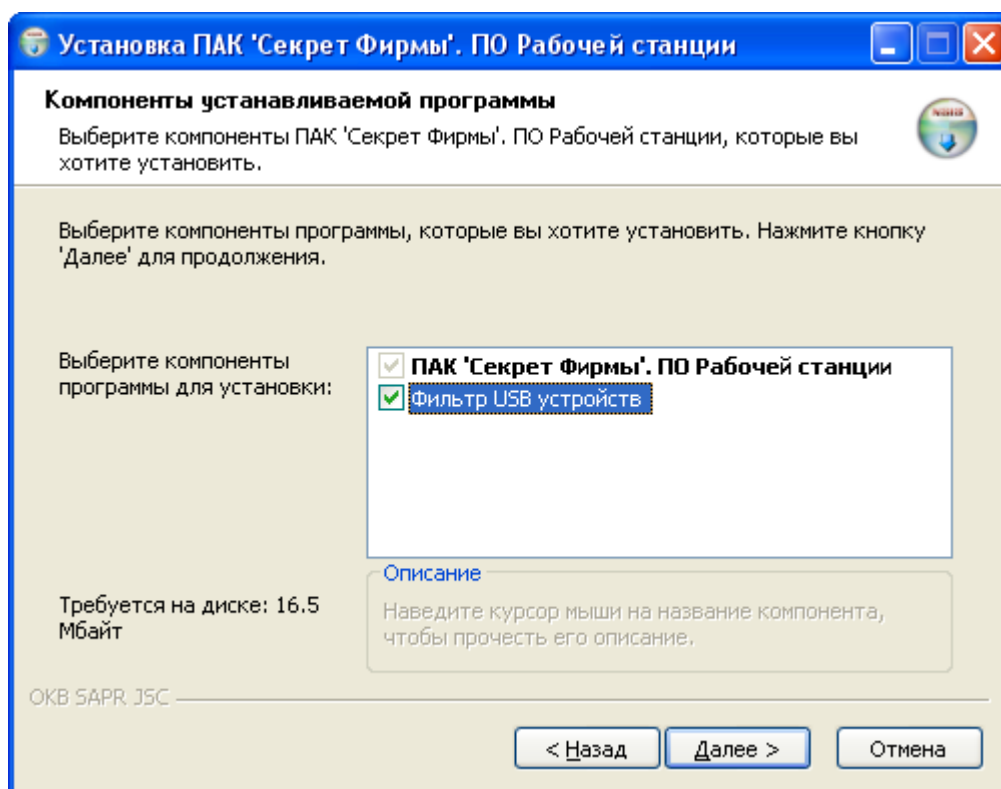 Установка ПАК 'Секрет Фирмы'. ПО Рабочей станции
Компоненты устанавливаемой программы
Выберите компоненты ПАК 'Секрет Фирмы'. ПО Рабочей станции, которые вы
хотите установить.
Выберите компоненты программы, которые вы хотите установить. Нажмите кнопку
'Далее' для продолжения.
Выберите компоненты
программы для установки:
ПАК 'Секрет Фирмы'. ПО Рабочей станции
Фильтр USB устройств
Описание
Наведите курсор мыши на название компонента,
чтобы прочесть его описание.
Требуется на диске: 16.5
Мбайт
OKB SAPR JSC
< Назад
Далее >
Отмена